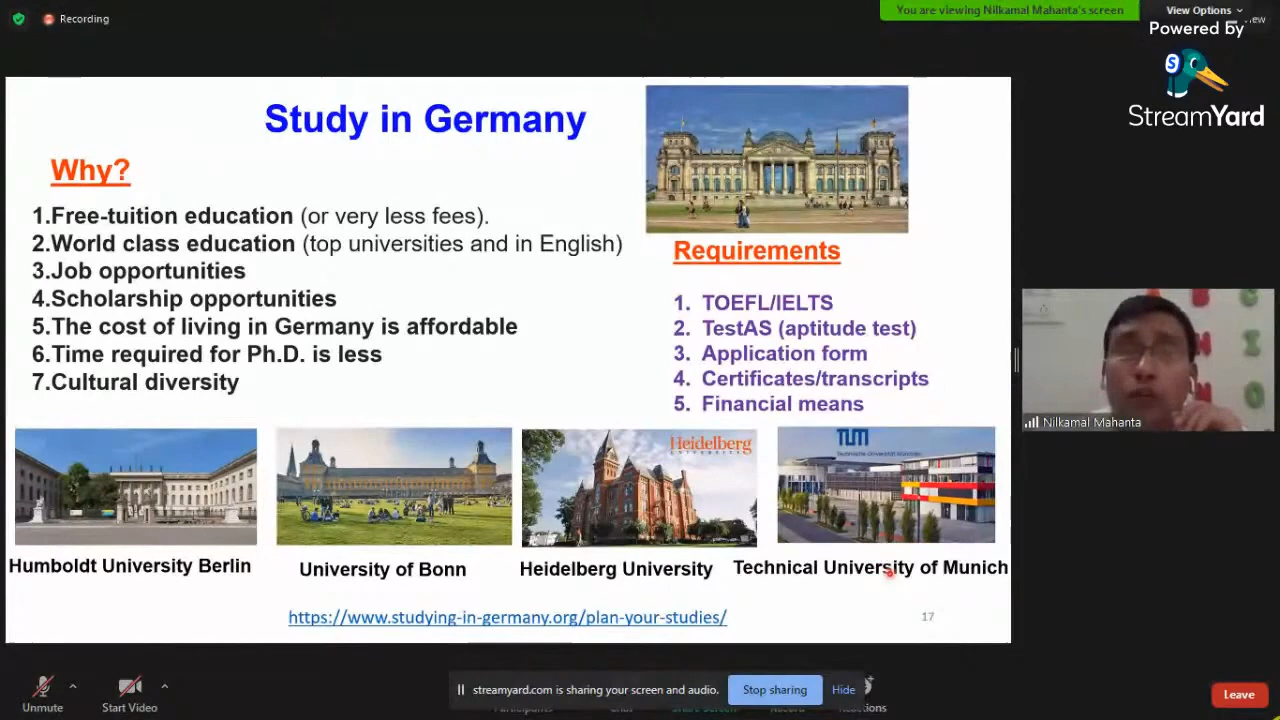 Recording
You are viewing Nilkamal Mahanta's screen
View Options
Powered by
StreamYard
Study in Germany
Why?
1.Free-tuition education (or very less fees).
2.World class education (top universities and in English)
3.Job opportunities
4.Scholarship opportunities
5.The cost of living in Germany is affordable
6.Time required for Ph.D. is less
7.Cultural diversity
Requirements
1. TOEFL/IELTS
2. TestAS (aptitude test)
3. Application form
4. Certificates/transcripts
5. Financial means
Nilkamal Mahanta
Heidelberg
UNIVERSITY
TUM
Technische Universität München
Humboldt University Berlin
University of Bonn
Heidelberg University
Technical University of Munich
https://www.studying-in-germany.org/plan-your-studies/
17
Unmute
Start Video
streamyard.com is sharing your screen and audio.
Stop sharing
Hide
Leave